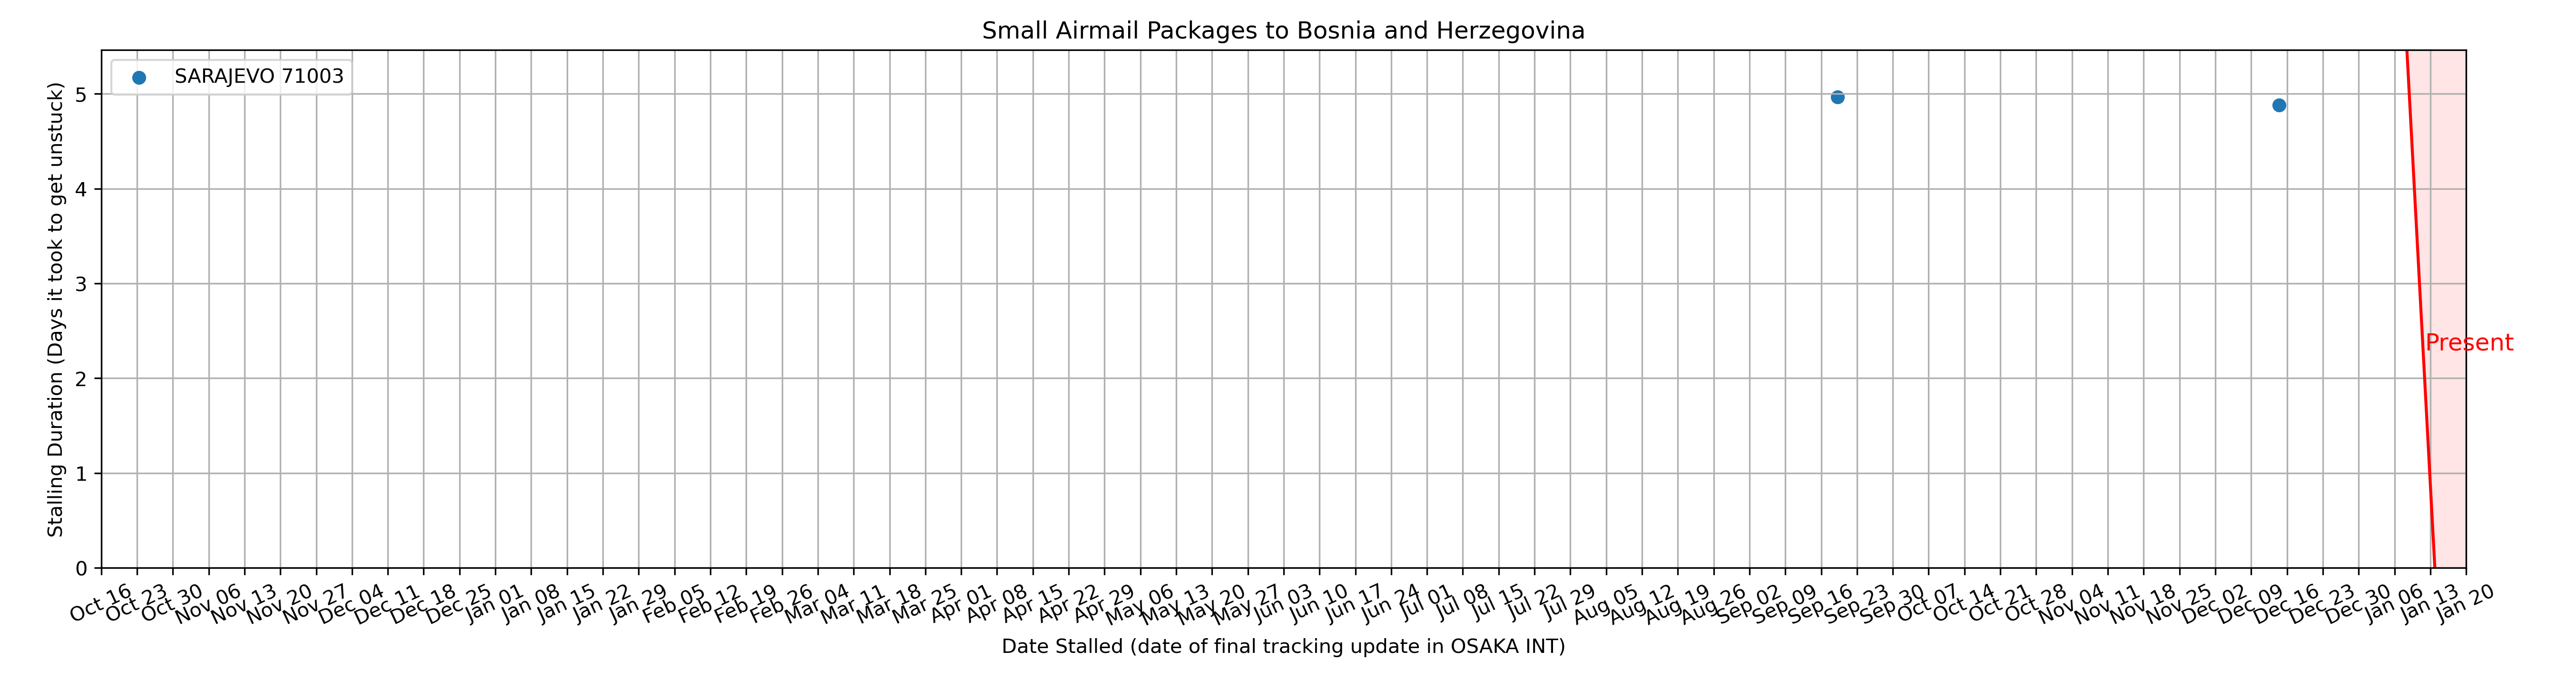 Small Airmail Packages to Bosnia and Herzegovina
SARAJEVO 71003
Stalling Duration (Days it took to get unstuck)
5
4
3
2
1
0
Present
Oct 16 Oct 23 Oct 30 Nov 06 Nov 13 Nov 20 Nov 27 Dec 04 Dec 11 Dec 18 Dec 25 Jan 01 Jan 08 Jan 15 Jan 22 Jan 29 Feb 05 Feb 12 Feb 19 Feb 26 Mar 04 Mar 11 Mar 18 Mar 25 Apr 01 Apr 08 Apr 15 Apr 22 Apr 29 May 06 May 13 May 20 May 27 Jun 03 Jun 10 Jun 17 Jun 24 Jul 01 Jul 08 Jul 15 Jul 22 Jul 29 Aug 05 Aug 12 Aug 19 Aug 26 Sep 02 Sep 09 Sep 16 Sep 23 Sep 30 Oct 07 Oct 14 Oct 21 Oct 28 Nov 04 Nov 11 Nov 18 Nov 25 Dec 02 Dec 09 Dec 16 Dec 23 Dec 30 Jan 06 Jan 13 Jan 20
Date Stalled (date of final tracking update in OSAKA INT)